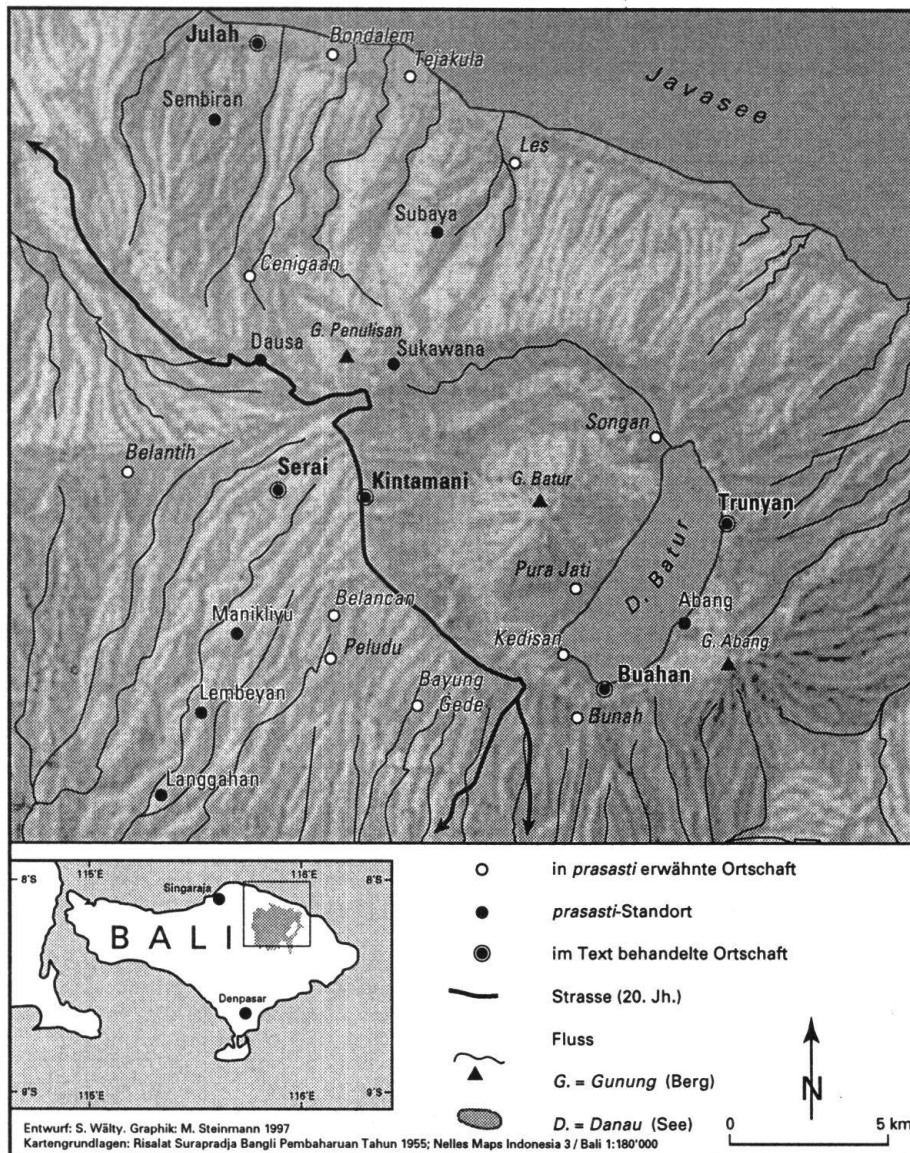 Julah
Bondalem
Tejakula
Javasee
Sembiran
Les
Subaya
Cenigaan
G. Penulisan
Dausa
Sukawana
Songan
Belantih
Serai
Kintamani
G. Batur
Trunyan
D. Batur
Pura Jati
Belancan
Abang
Manikliyu
Kedisan
G. Abang
Peludu
Buahan
Bayung
Gede
Lembeyan
Bunah
Langgahan
8°S
115°E
116°E
8°S
Singaraja
BALI
Denpasar
9°S
115°E
116°E
9°S
in prasasti erwähnte Ortschaft
prasasti-Standort
im Text behandelte Ortschaft
Strasse (20. Jh.)
Fluss
G. = Gunung (Berg)
D. = Danau (See)
N
0 5 km
Entwurf: S. Wälty. Graphik: M. Steinmann 1997
Kartengrundlagen: Risalat Surapradja Bangli Pembaharuan Tahun 1955; Nelles Maps Indonesia 3 / Bali 1:180'000